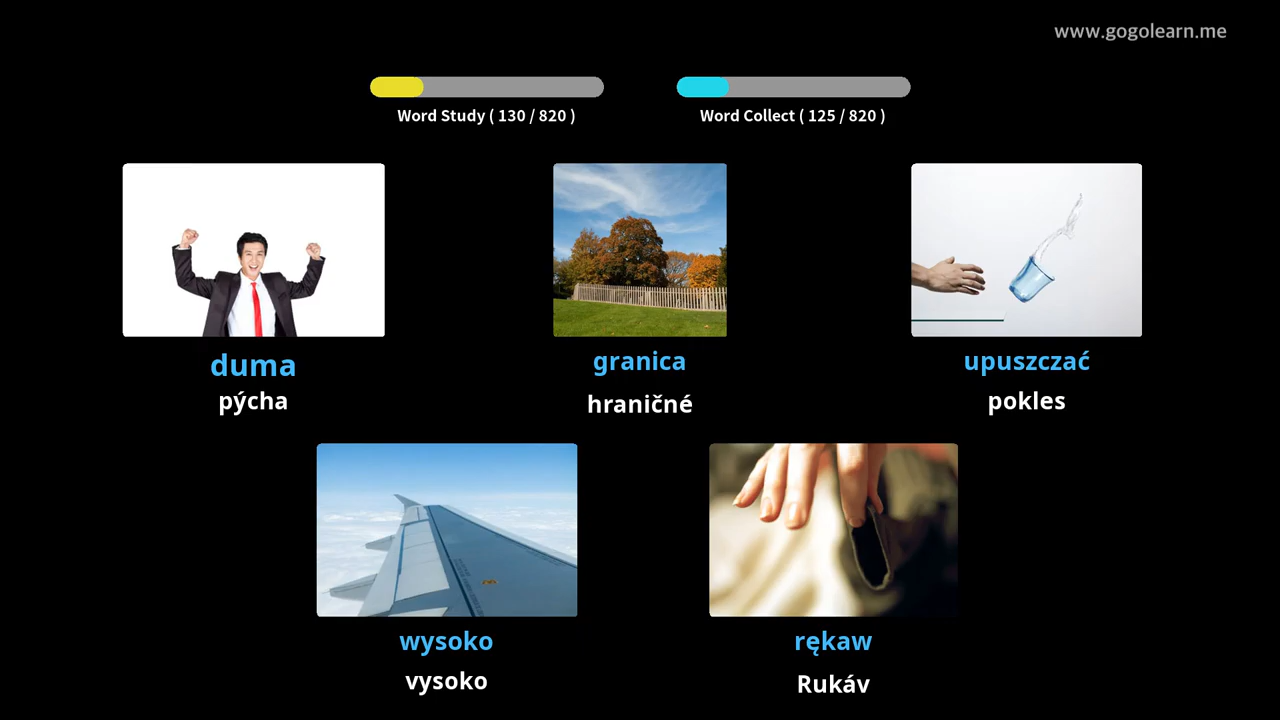 www.gogolearn.me
Word Study ( 130 / 820 )
Word Collect ( 125 / 820 )
duma
pýcha
granica
hraničné
upuszczać
pokles
wysoko
vysoko
rękaw
Rukáv